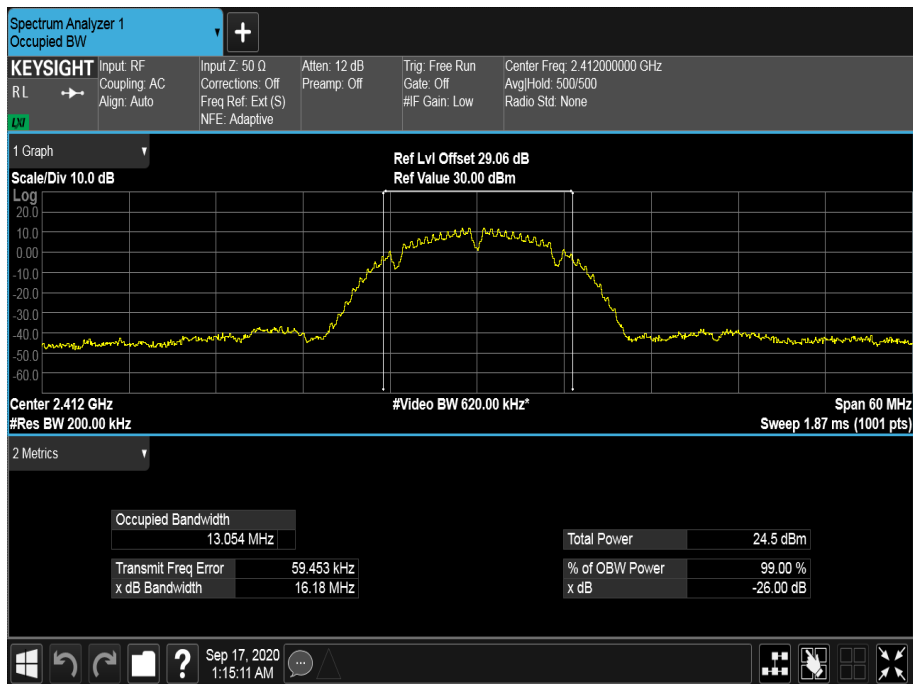 Spectrum Analyzer 1
Occupied BW
KEYSIGHT
R L
LXI
Input: RF
Coupling: AC
Align: Auto
Input Z: 50 Ω
Corrections: Off
Freq Ref: Ext (S)
NFE: Adaptive
Atten: 12 dB
Preamp: Off
Trig: Free Run
Gate: Off
#IF Gain: Low
Center Freq: 2.412000000 GHz
Avg|Hold: 500/500
Radio Std: None
1 Graph
Scale/Div 10.0 dB
Ref Lvl Offset 29.06 dB
Ref Value 30.00 dBm
Log
20.0
10.0
0.00
-10.0
-20.0
-30.0
-40.0
-50.0
-60.0
Center 2.412 GHz
#Video BW 620.00 kHz*
Span 60 MHz
#Res BW 200.00 kHz
Sweep 1.87 ms (1001 pts)
2 Metrics
Occupied Bandwidth
13.054 MHz
Total Power 24.5 dBm
Transmit Freq Error 59.453 kHz
% of OBW Power 99.00 %
x dB Bandwidth 16.18 MHz
x dB -26.00 dB
?
Sep 17, 2020
1:15:11 AM